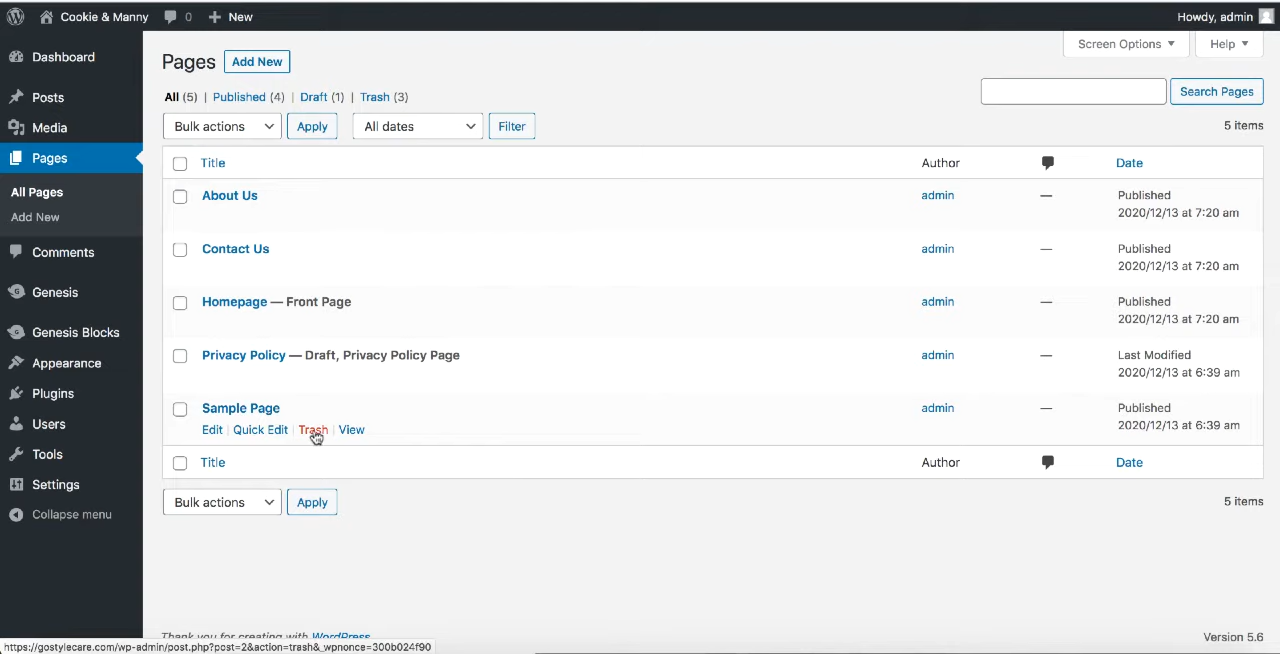 Cookie & Manny 0 New Howdy, admin
Dashboard
Posts
Media
Pages
All Pages
Add New
Comments
Genesis
Genesis Blocks
Appearance
Plugins
Users
Tools
Settings
Collapse menu
Screen Options Help
Pages Add New
All (5) | Published (4) | Draft (1) | Trash (3)
Search Pages
Bulk actions Apply All dates Filter
5 items
Title Author Date
About Us admin — Published
2020/12/13 at 7:20 am
Contact Us admin — Published
2020/12/13 at 7:20 am
Homepage — Front Page admin — Published
2020/12/13 at 7:20 am
Privacy Policy — Draft, Privacy Policy Page admin — Last Modified
2020/12/13 at 6:39 am
Sample Page admin — Published
Edit | Quick Edit | Trash | View 2020/12/13 at 6:39 am
Title Author Date
Bulk actions Apply 5 items
Thank you for creating with WordPress Version 5.6
https://gostylecare.com/wp-admin/post.php?post=2&action=trash&_wpnonce=300b024f90